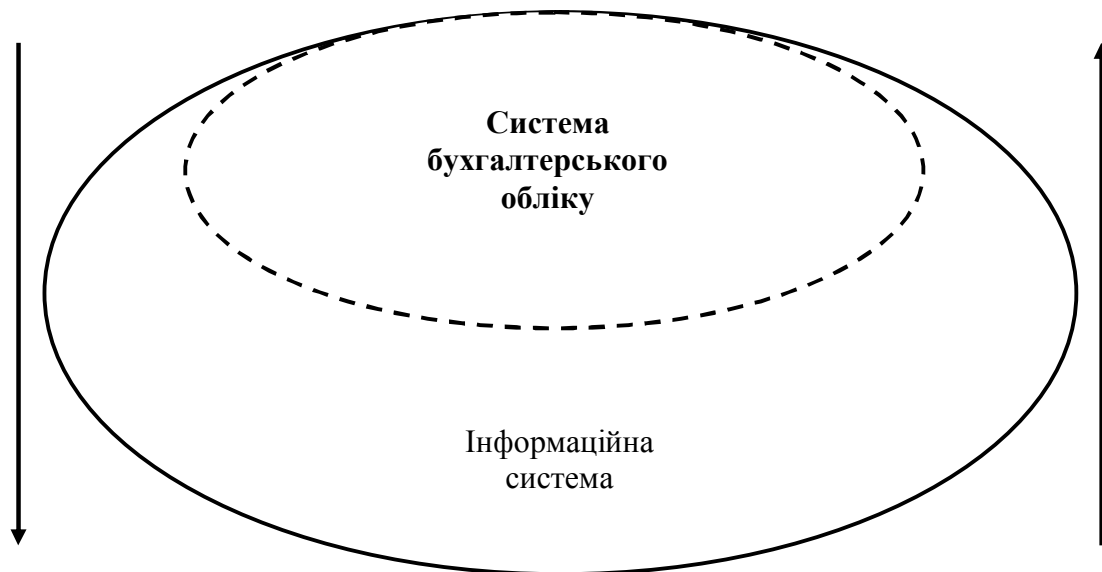 Система
бухгалтерського
обліку
Інформаційна
система